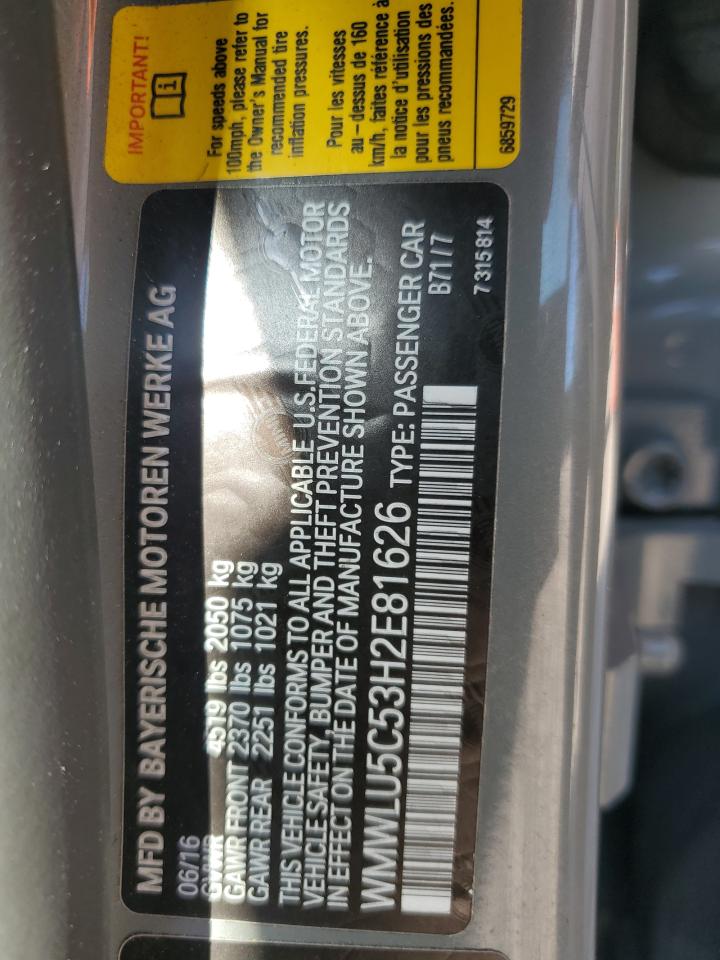 IMPORTANT!
For speeds above
100mph, please refer to
the Owner's Manual for
recommended tire
inflation pressures.
Pour les vitesses
au-dessus de 160
km/h, faites référence à
la notice d'utilisation
pour les pressions des
pneus recommandées.
6859729
MFD BY BAYERISCHE MOTOREN WERKE AG
06/16
GVWR 4519 lbs 2050 kg
GAWR FRONT 2370 lbs 1075 kg
GAWR REAR 2251 lbs 1021 kg
THIS VEHICLE CONFORMS TO ALL APPLICABLE U.S.FEDERAL MOTOR
VEHICLE SAFETY, BUMPER AND THEFT PREVENTION STANDARDS
IN EFFECT ON THE DATE OF MANUFACTURE SHOWN ABOVE.
WMWLU5C53H2E81626 TYPE: PASSENGER CAR
B71/7
7 315 814